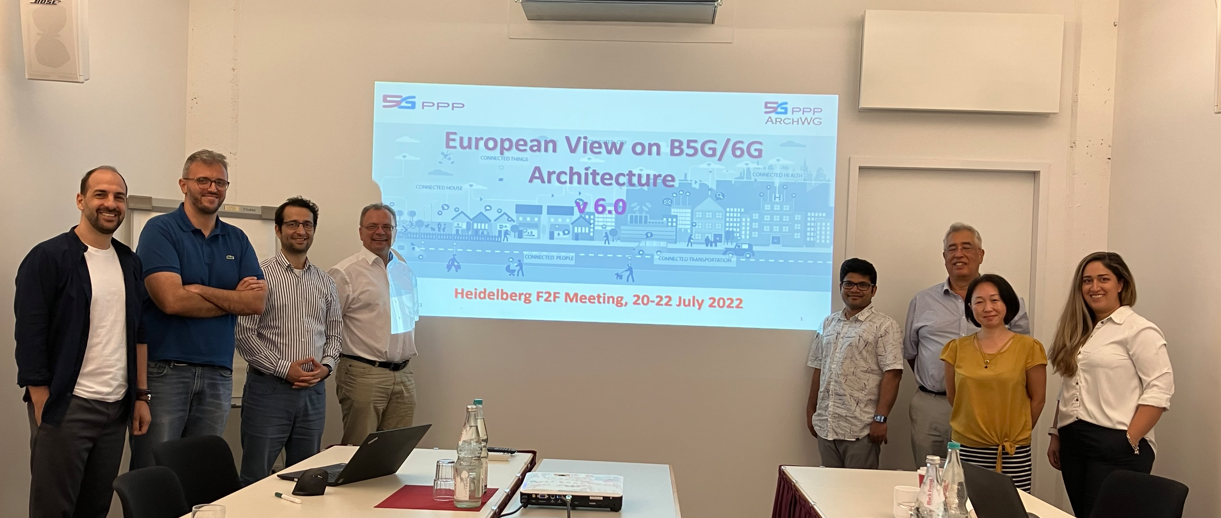 BOSE
5G PPP
5G PPP
ARCHWG
European View on B5G/6G
Architecture
v 6.0
CONNECTED THINGS
CONNECTED HEALTH
CONNECTED HOUSE
CONNECTED PEOPLE
CONNECTED TRANSPORTATION
Heidelberg F2F Meeting, 20-22 July 2022